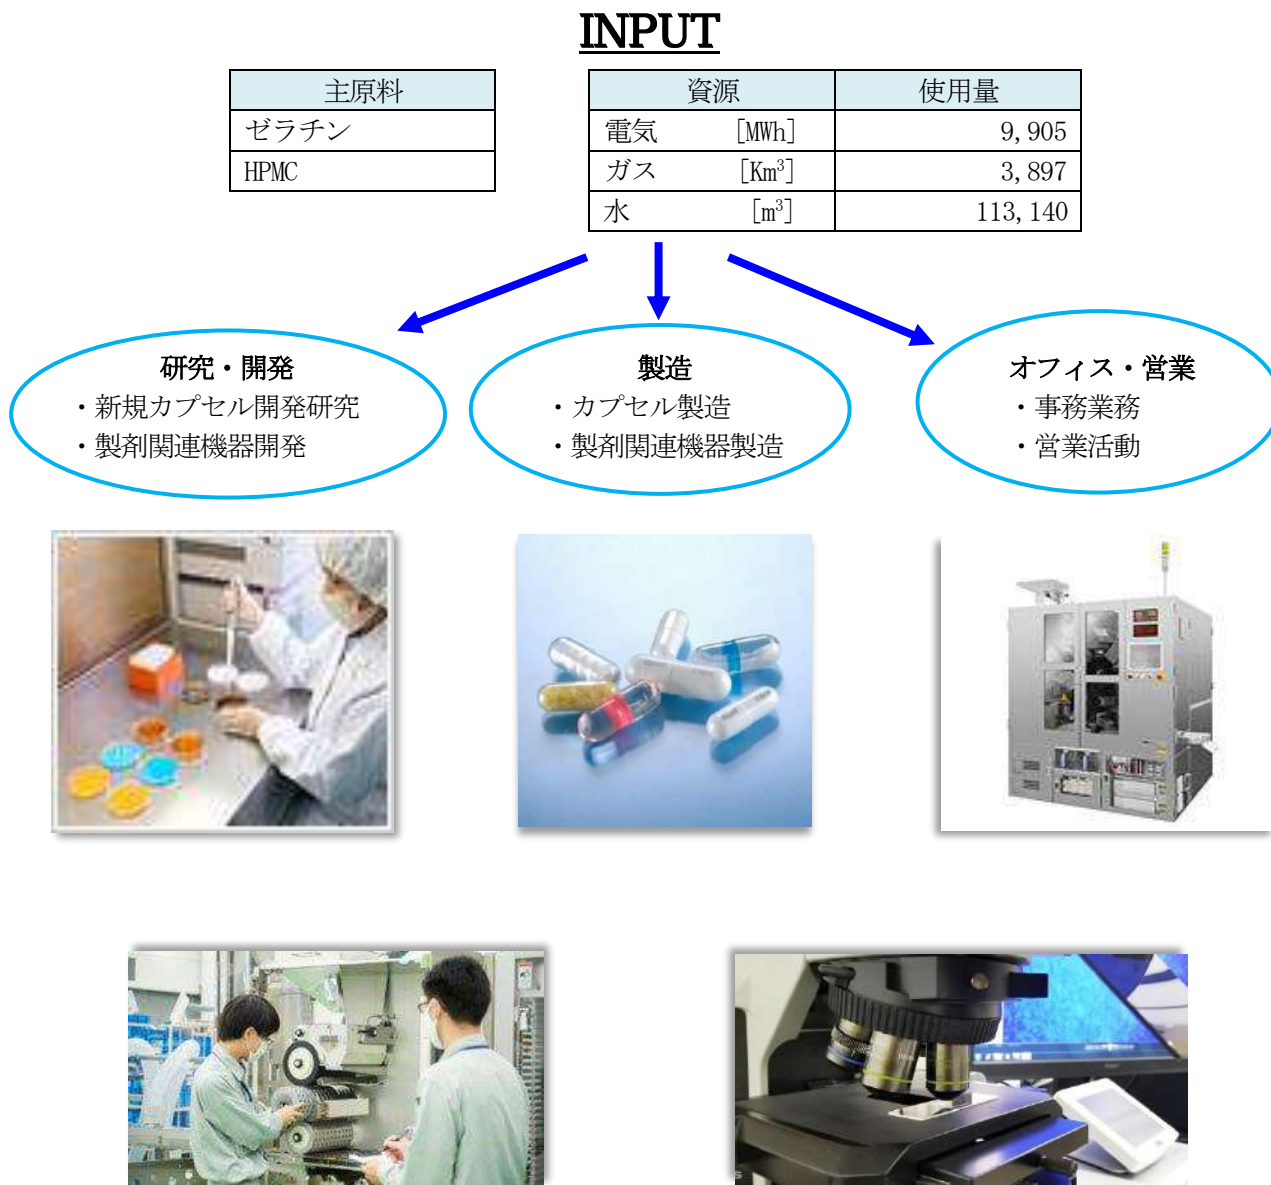 INPUT
主原料
ゼラチン
HPMC
資源 使用量
電気 [MWh] 9,905
ガス [Km³] 3,897
水 [m³] 113,140
研究・開発
・新規カプセル開発研究
・製剤関連機器開発
製造
・カプセル製造
・製剤関連機器製造
オフィス・営業
・事務業務
・営業活動